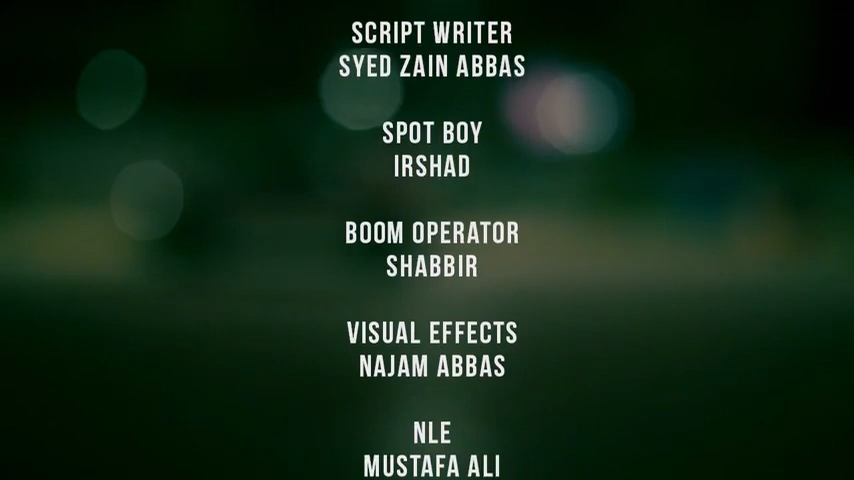 SCRIPT WRITER
SYED ZAIN ABBAS
SPOT BOY
IRSHAD
BOOM OPERATOR
SHABBIR
VISUAL EFFECTS
NAJAM ABBAS
NLE
MUSTAFA ALI